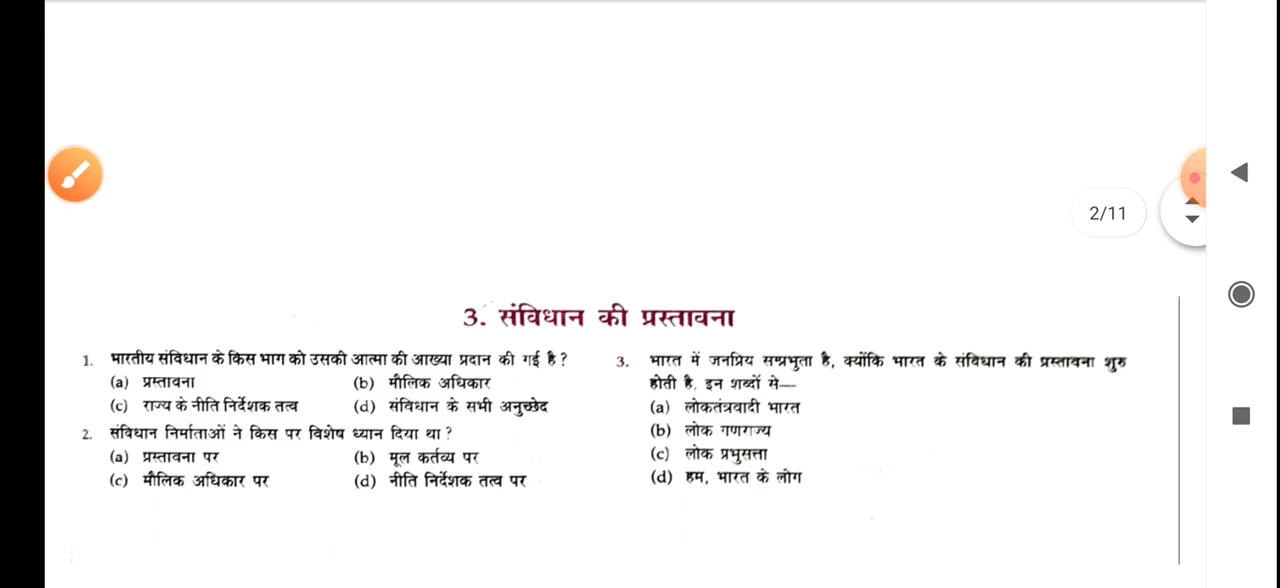 2/11
3. संविधान की प्रस्तावना
1. भारतीय संविधान के किस भाग को उसकी आत्मा की आख्या प्रदान की गई है?
(a) प्रस्तावना (b) मौलिक अधिकार
(c) राज्य के नीति निर्देशक तत्व (d) संविधान के सभी अनुच्छेद
2. संविधान निर्माताओं ने किस पर विशेष ध्यान दिया था?
(a) प्रस्तावना पर (b) मूल कर्तव्य पर
(c) मौलिक अधिकार पर (d) नीति निर्देशक तत्व पर
3. भारत में जनप्रिय सम्प्रभुता है, क्योंकि भारत के संविधान की प्रस्तावना शुरु
होती है, इन शब्दों से—
(a) लोकतंत्रवादी भारत
(b) लोक गणराज्य
(c) लोक प्रभुसत्ता
(d) हम, भारत के लोग